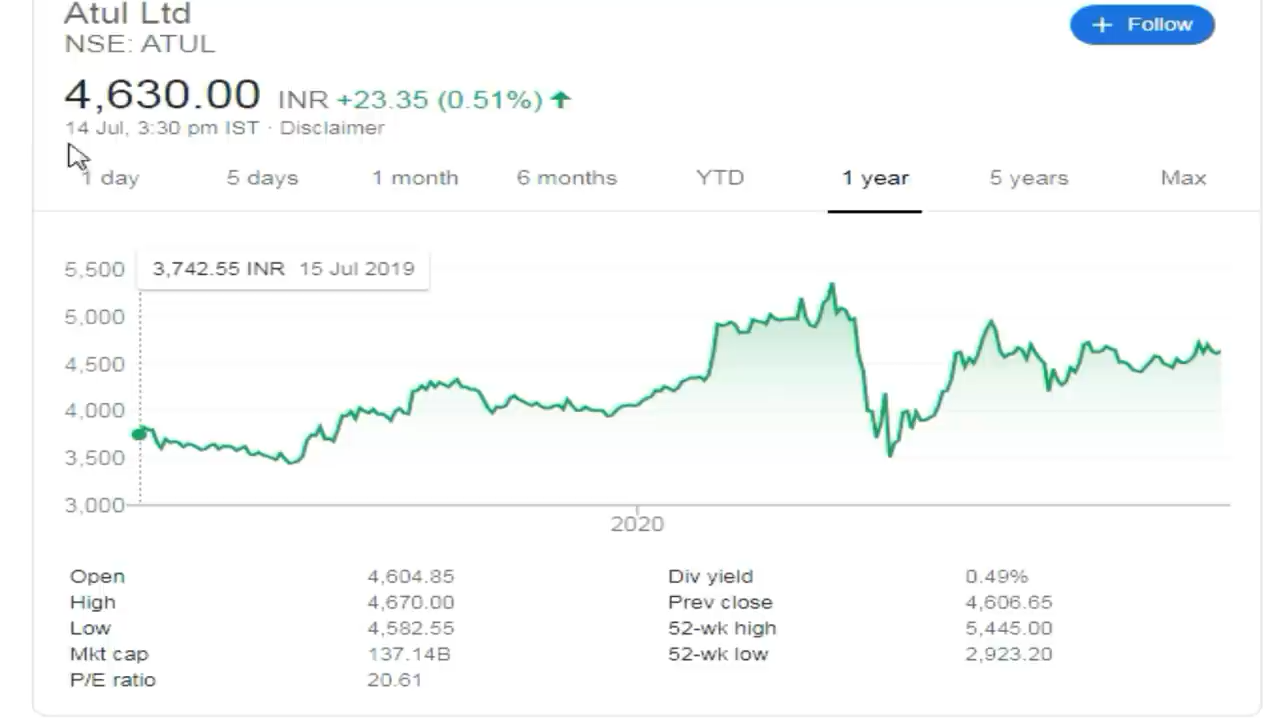 Atul Ltd
+ Follow
NSE: ATUL
4,630.00 INR +23.35 (0.51%)
14 Jul, 3:30 pm IST · Disclaimer
1 day 5 days 1 month 6 months YTD 1 year 5 years Max
3,742.55 INR 15 Jul 2019
5,500
5,000
4,500
4,000
3,500
3,000
2020
Open 4,604.85 Div yield 0.49%
High 4,670.00 Prev close 4,606.65
Low 4,582.55 52-wk high 5,445.00
Mkt cap 137.14B 52-wk low 2,923.20
P/E ratio 20.61